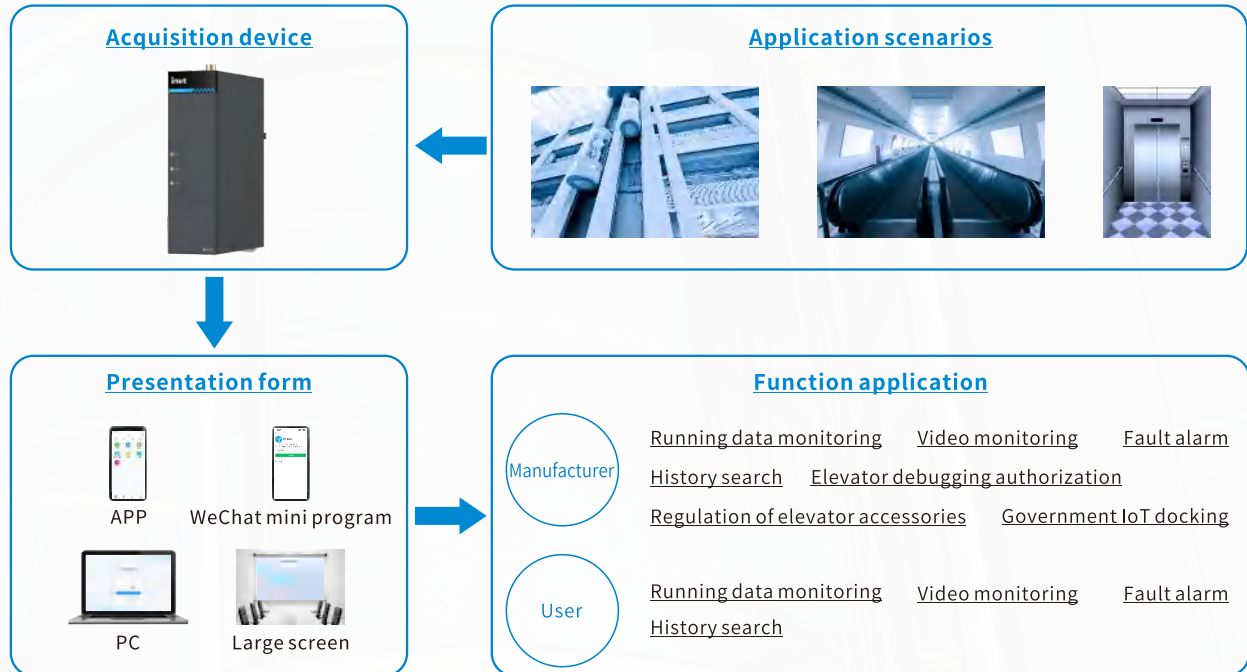 Acquisition device
invt
Application scenarios
Presentation form
APP
WeChat mini program
PC
Large screen
Function application
Manufacturer
Running data monitoring
Video monitoring
Fault alarm
History search
Elevator debugging authorization
Regulation of elevator accessories
Government IoT docking
User
Running data monitoring
Video monitoring
Fault alarm
History search